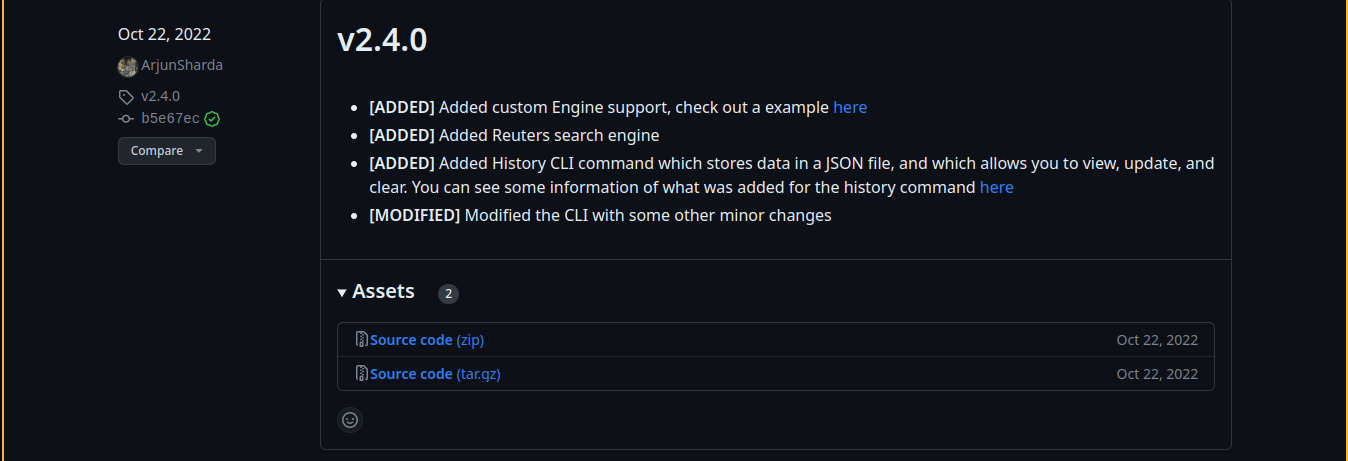 Oct 22, 2022
ArjunSharda
v2.4.0
b5e67ec
Compare
v2.4.0
[ADDED] Added custom Engine support, check out a example here
[ADDED] Added Reuters search engine
[ADDED] Added History CLI command which stores data in a JSON file, and which allows you to view, update, and
clear. You can see some information of what was added for the history command here
[MODIFIED] Modified the CLI with some other minor changes
Assets 2
Source code (zip) Oct 22, 2022
Source code (tar.gz) Oct 22, 2022